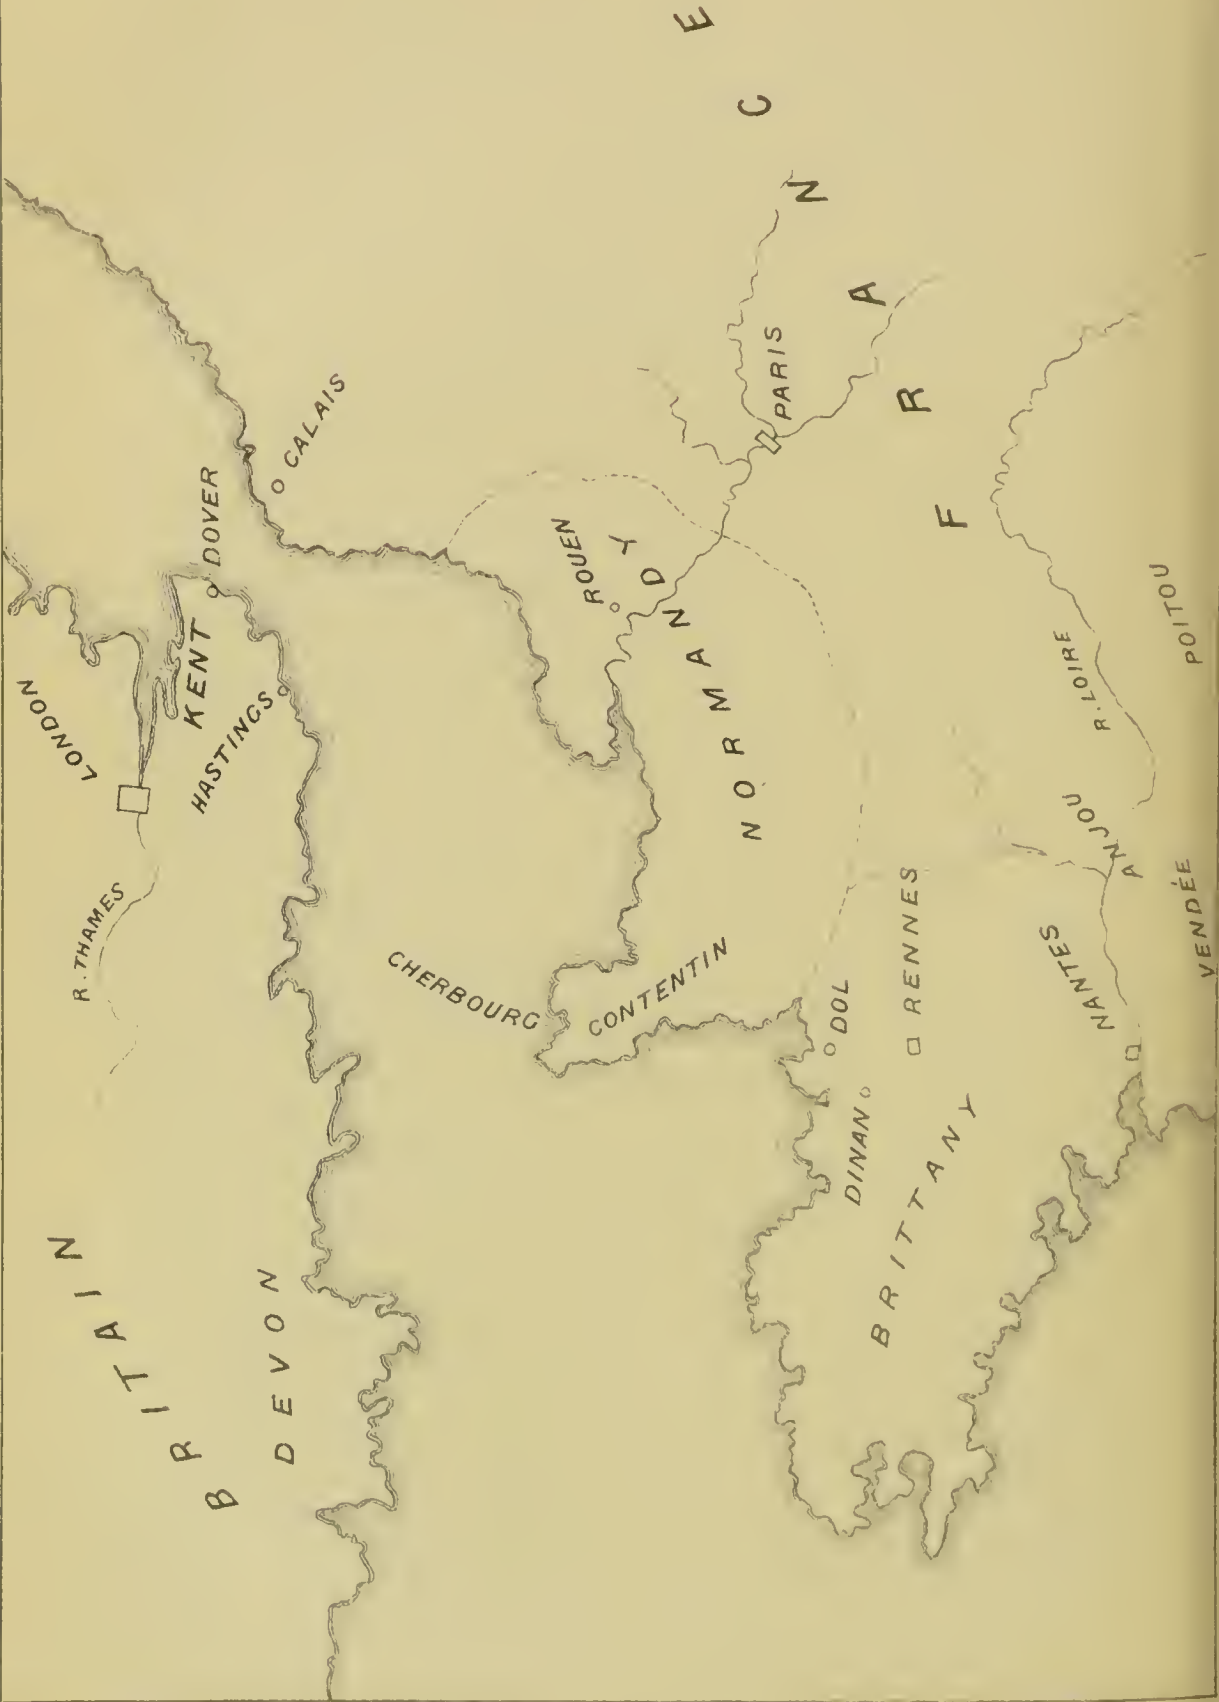 BRITAIN
LONDON
R. THAMES
KENT
DOVER
HASTINGS
DEVON
CALAIS
CHERBOURG
CONTENTIN
ROUEN
NORMANDY
PARIS
FRANCE
DOL
DINAN
RENNES
BRITTANY
NANTES
ANJOU
R. LOIRE
VENDÉE
POITOU